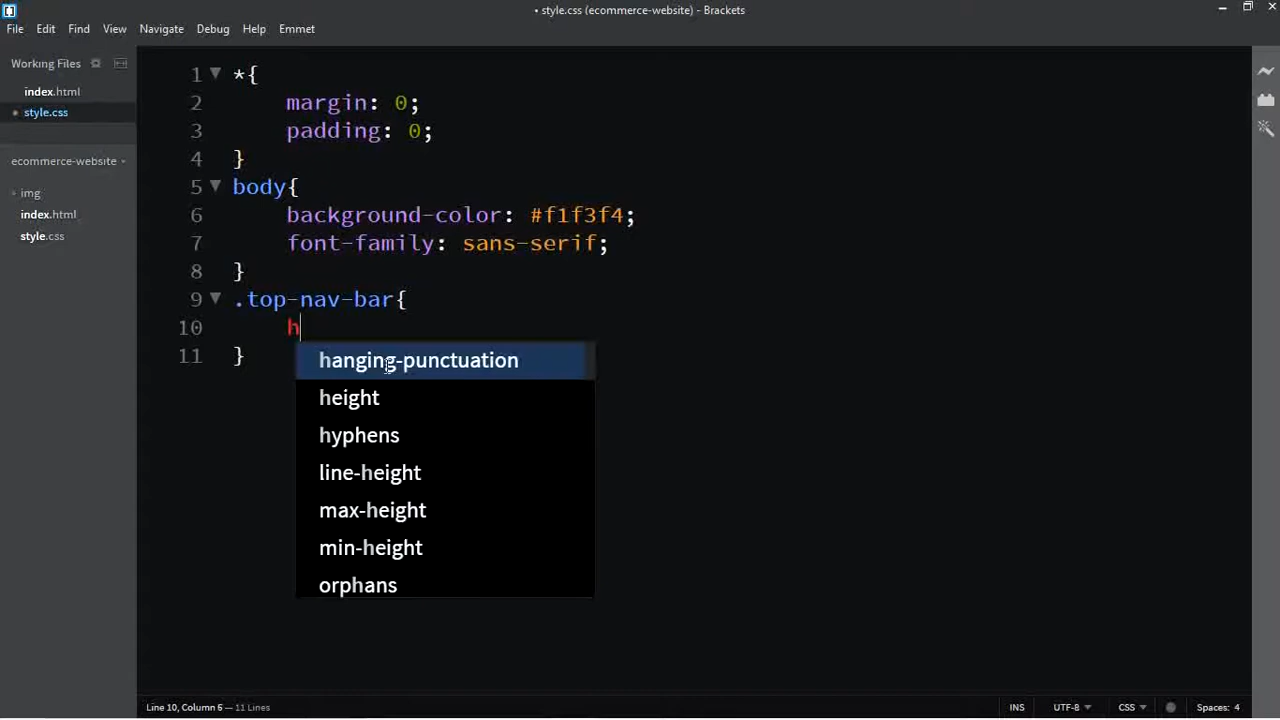 • style.css (ecommerce-website) - Brackets
File Edit Find View Navigate Debug Help Emmet
Working Files
index.html
• style.css
ecommerce-website
img
index.html
style.css
1 *{
2 margin: 0;
3 padding: 0;
4 }
5 body{
6 background-color: #f1f3f4;
7 font-family: sans-serif;
8 }
9 .top-nav-bar{
10 h
11 }
hanging-punctuation
height
hyphens
line-height
max-height
min-height
orphans
Line 10, Column 6 — 11 Lines
INS UTF-8 CSS Spaces: 4